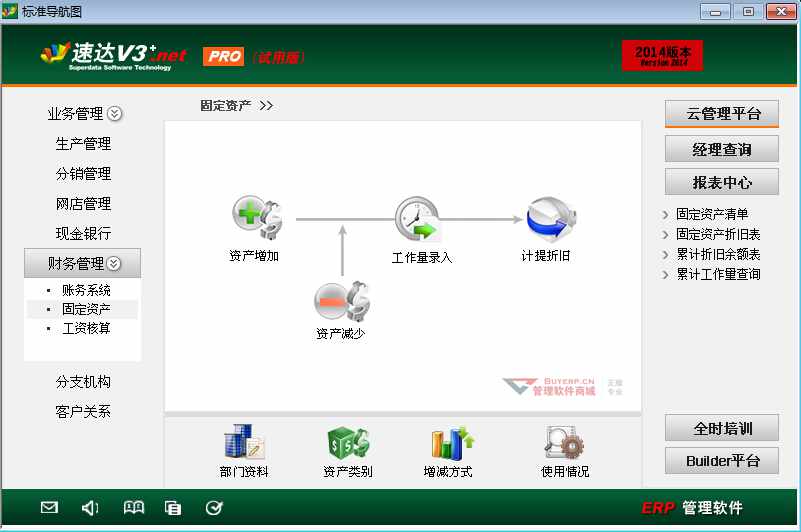 标准导航图
速达V3+.net PRO (试用版)
Superdata Software Technology
2014版本
Version 2014
业务管理
生产管理
分销管理
网店管理
现金银行
财务管理
账务系统
固定资产
工资核算
分支机构
客户关系
固定资产 >>
资产增加
工作量录入
计提折旧
资产减少
BUYERP.CN
管理软件商城
正版
专业
部门资料
资产类别
增减方式
使用情况
云管理平台
经理查询
报表中心
固定资产清单
固定资产折旧表
累计折旧余额表
累计工作量查询
全时培训
Builder平台
ERP 管理软件